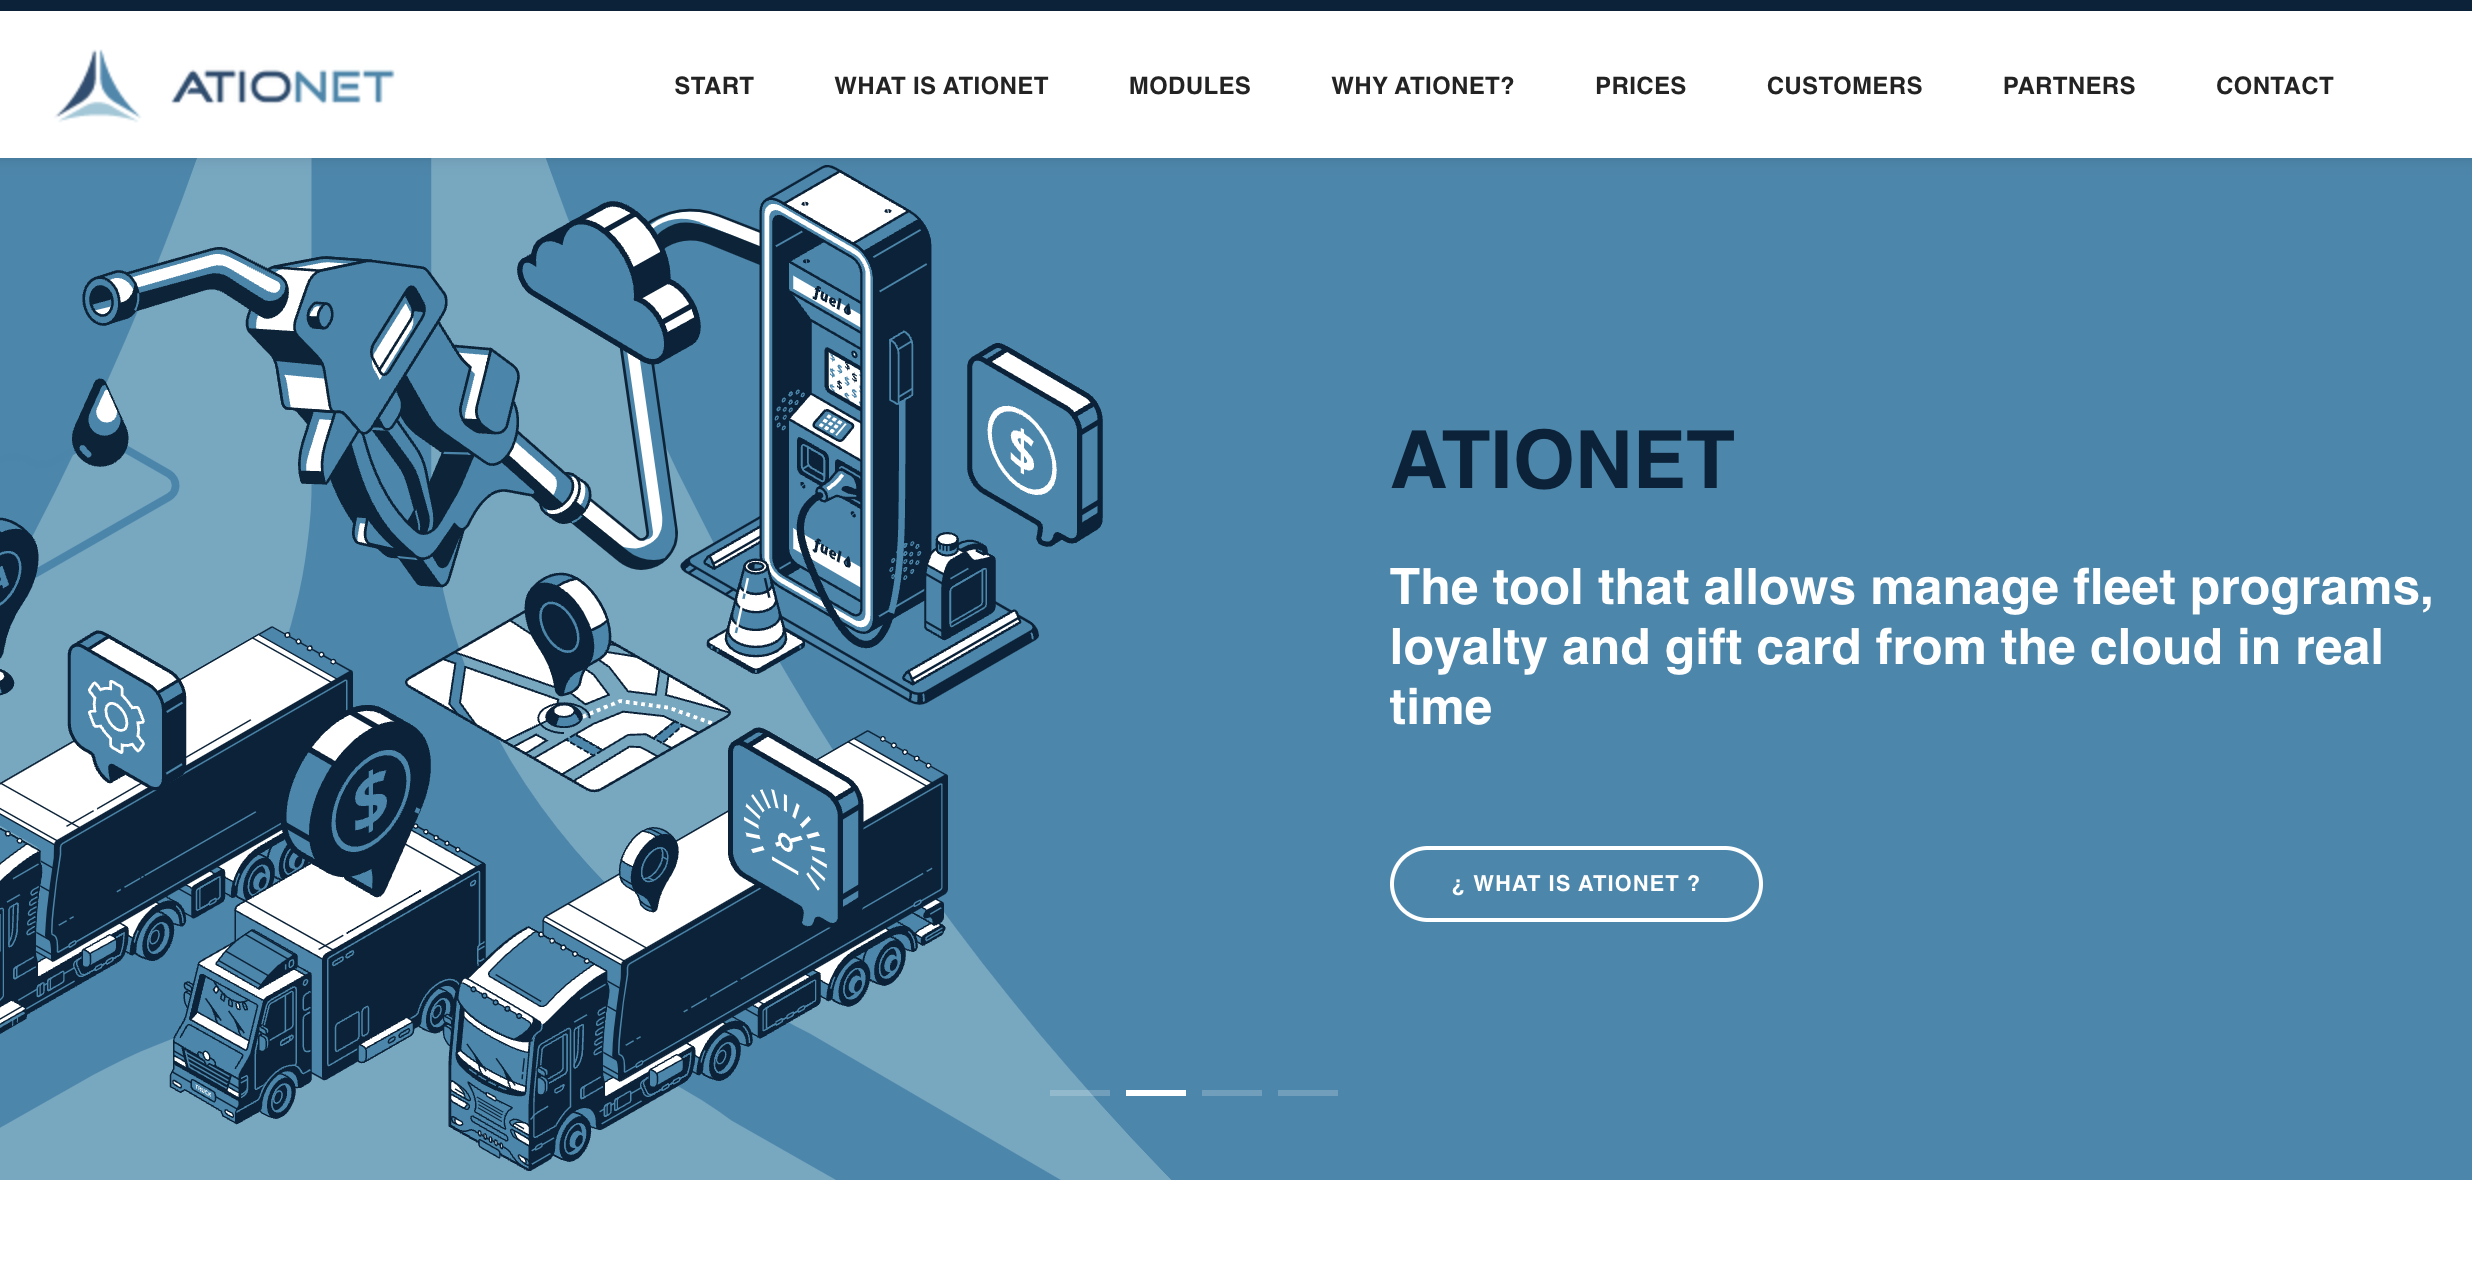 ATIONET
START WHAT IS ATIONET MODULES WHY ATIONET? PRICES CUSTOMERS PARTNERS CONTACT
fuel
$
fuel
$
ATIONET
The tool that allows manage fleet programs,
loyalty and gift card from the cloud in real
time
¿ WHAT IS ATIONET ?